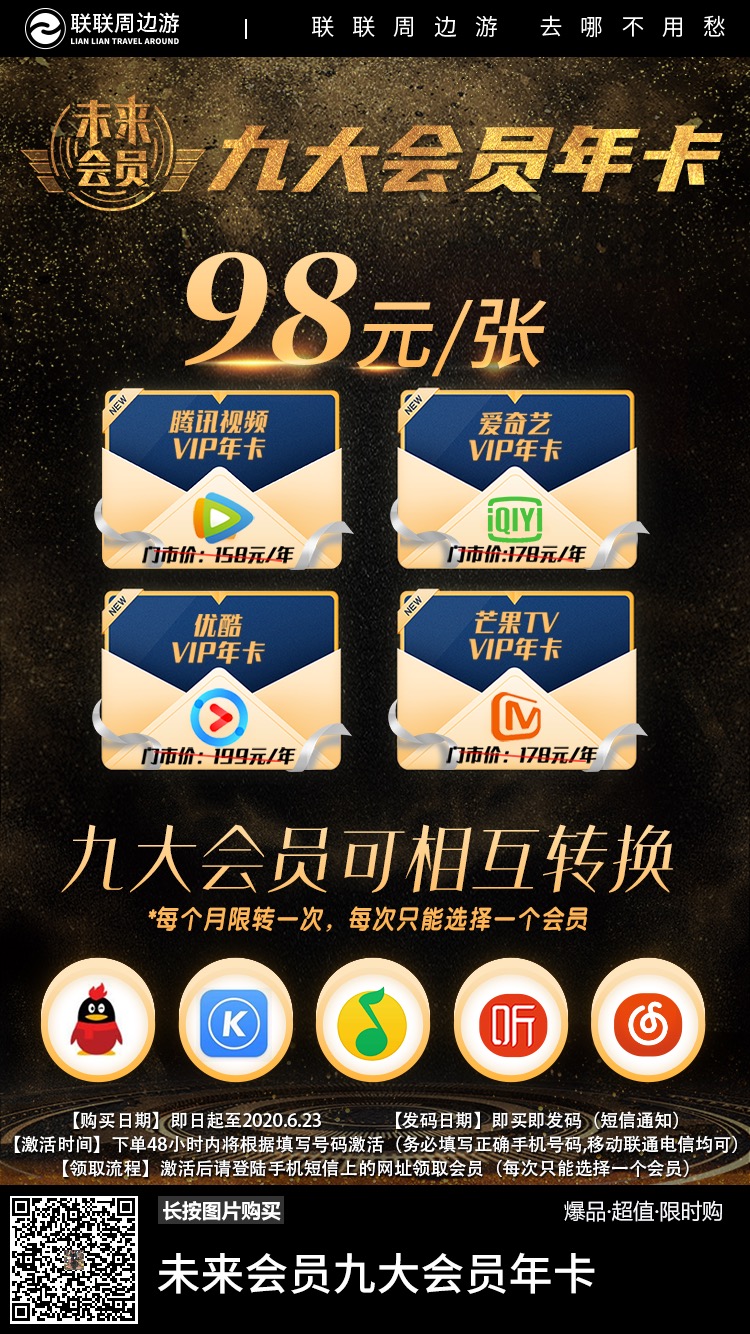 联联周边游
LIAN LIAN TRAVEL AROUND
联联周边游 去哪不用愁
未来
会员
九大会员年卡
98元/张
NEW
腾讯视频
VIP年卡
门市价：158元/年
NEW
爱奇艺
VIP年卡
iQIYI
门市价:178元/年
NEW
优酷
VIP年卡
门市价：199元/年
NEW
芒果TV
VIP年卡
门市价：178元/年
九大会员可相互转换
*每个月限转一次，每次只能选择一个会员
K
听
【购买日期】即日起至2020.6.23
【发码日期】即买即发码（短信通知）
【激活时间】下单48小时内将根据填写号码激活（务必填写正确手机号码,移动联通电信均可）
【领取流程】激活后请登陆手机短信上的网址领取会员（每次只能选择一个会员）
长按图片购买
爆品·超值·限时购
未来会员九大会员年卡